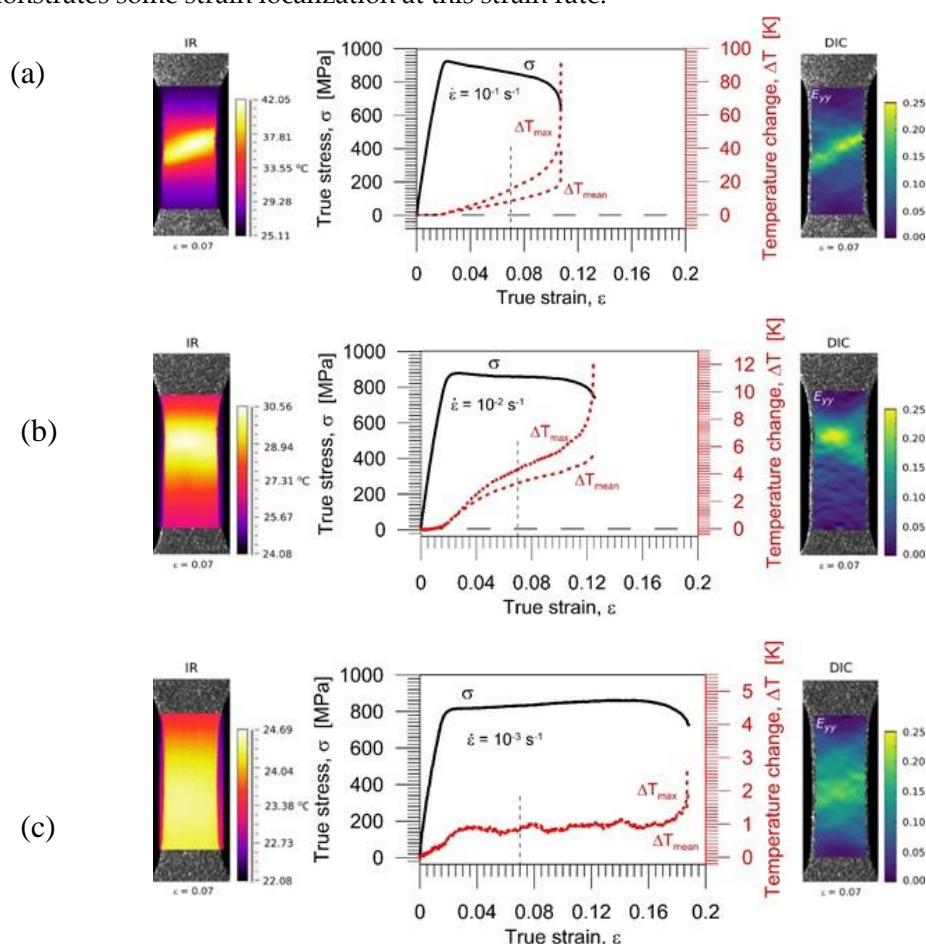 onstrates some strain localization at this strain rate.
(a)
IR
42.05
37.81
33.55 °C
29.28
25.11
ε = 0.07
True stress, σ [MPa]
1000
800
600
400
200
0
σ
ε̇ = 10⁻¹ s⁻¹
ΔTmax
ΔTmean
0 0.04 0.08 0.12 0.16 0.2
True strain, ε
100
80
60
40
20
0
Temperature change, ΔT [K]
DIC
Eyy
0.25
0.20
0.15
0.10
0.05
0.00
ε = 0.07
(b)
IR
30.56
28.94
27.31 °C
25.67
24.08
ε = 0.07
True stress, σ [MPa]
1000
800
600
400
200
0
σ
ε̇ = 10⁻² s⁻¹
ΔTmax
ΔTmean
0 0.04 0.08 0.12 0.16 0.2
True strain, ε
12
10
8
6
4
2
0
Temperature change, ΔT [K]
DIC
Eyy
0.25
0.20
0.15
0.10
0.05
0.00
ε = 0.07
(c)
IR
24.69
24.04
23.38 °C
22.73
22.08
ε = 0.07
True stress, σ [MPa]
1000
800
600
400
200
0
σ
ε̇ = 10⁻³ s⁻¹
ΔTmax
ΔTmean
0 0.04 0.08 0.12 0.16 0.2
True strain, ε
5
4
3
2
1
0
Temperature change, ΔT [K]
DIC
Eyy
0.25
0.20
0.15
0.10
0.05
0.00
ε = 0.07